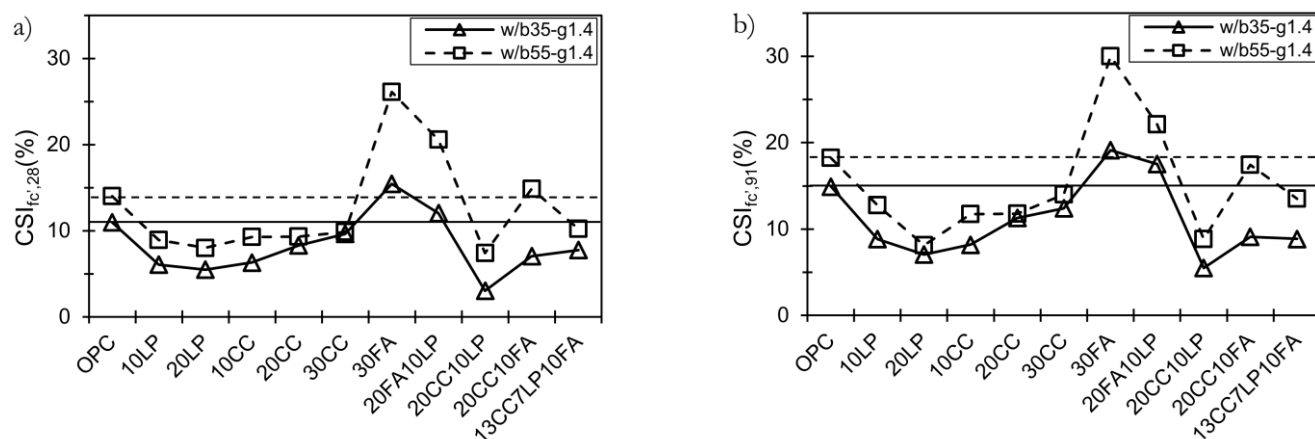 a)
w/b35-g1.4
w/b55-g1.4
CSIfc',28(%)
30
20
10
0
OPC
10LP
20LP
10CC
20CC
30CC
30FA
20FA10LP
20CC10LP
20CC10FA
13CC7LP10FA
b)
w/b35-g1.4
w/b55-g1.4
CSIfc',91(%)
30
20
10
0
OPC
10LP
20LP
10CC
20CC
30CC
30FA
20FA10LP
20CC10LP
20CC10FA
13CC7LP10FA